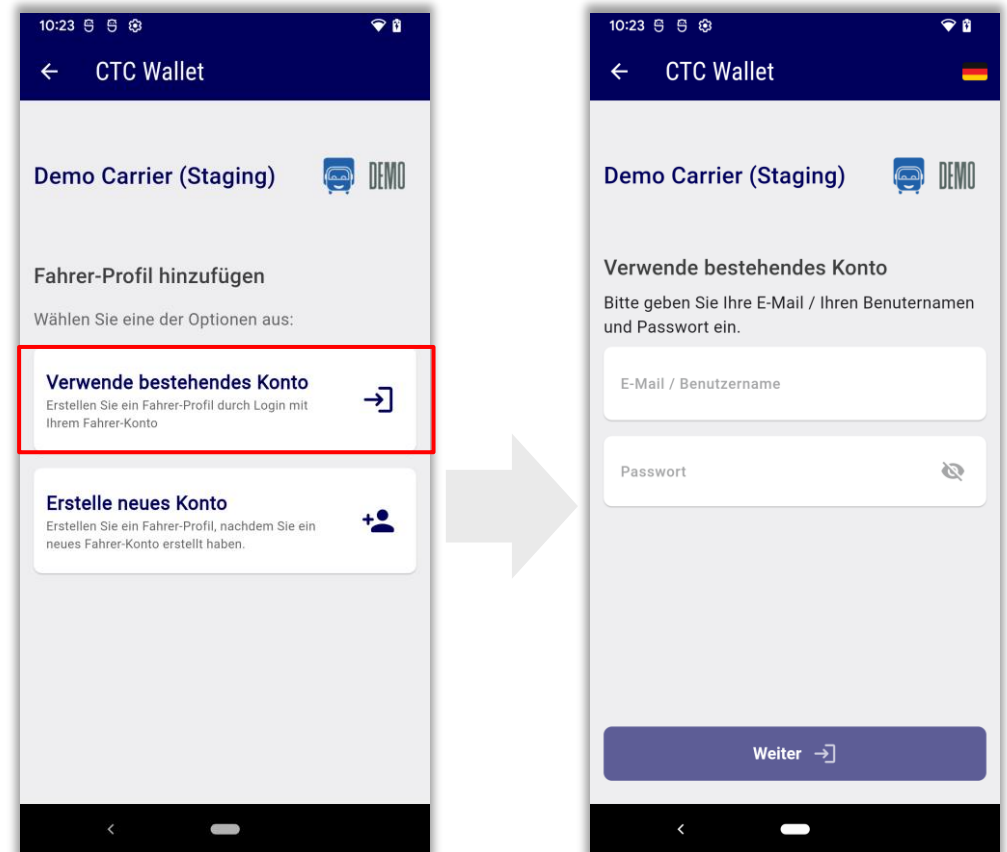 10:23
CTC Wallet
Demo Carrier (Staging)
DEMO
Fahrer-Profil hinzufügen
Wählen Sie eine der Optionen aus:
Verwende bestehendes Konto
Erstellen Sie ein Fahrer-Profil durch Login mit
Ihrem Fahrer-Konto
Erstelle neues Konto
Erstellen Sie ein Fahrer-Profil, nachdem Sie ein
neues Fahrer-Konto erstellt haben.
10:23
CTC Wallet
Demo Carrier (Staging)
DEMO
Verwende bestehendes Konto
Bitte geben Sie Ihre E-Mail / Ihren Benuternamen
und Passwort ein.
E-Mail / Benutzername
Passwort
Weiter